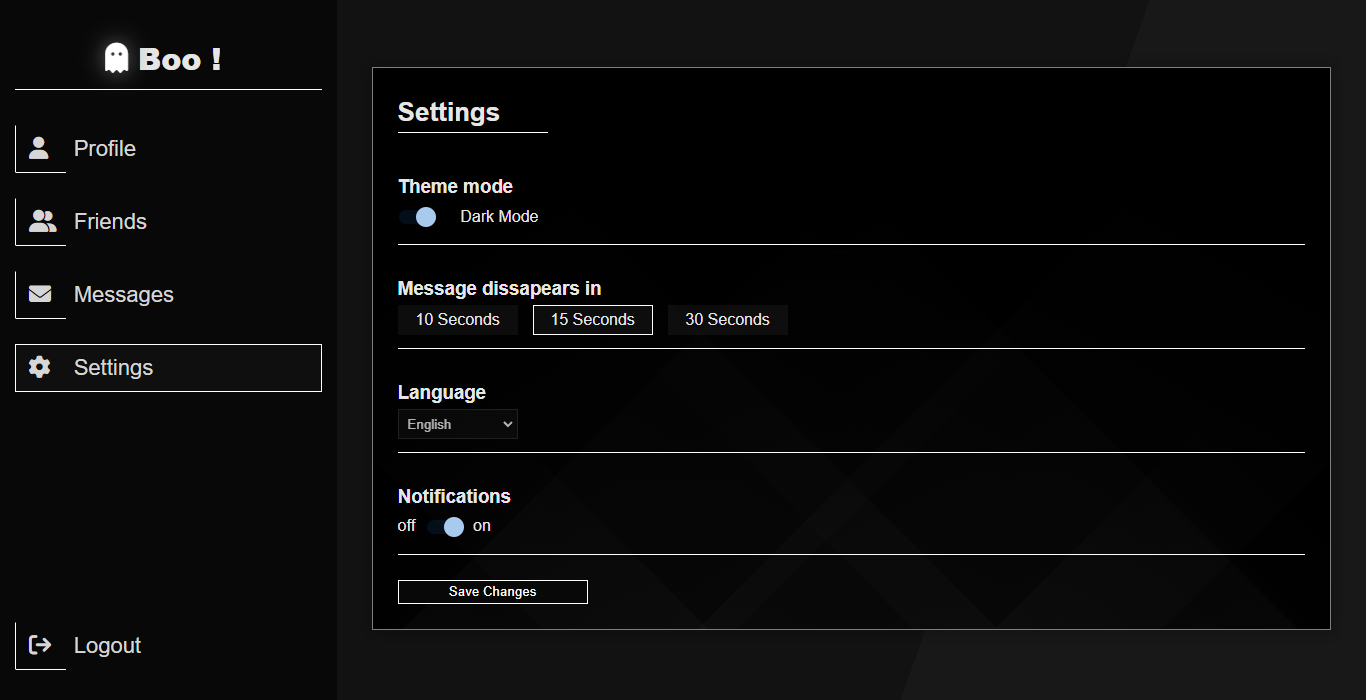 Boo !
Profile
Friends
Messages
Settings
Logout
Settings
Theme mode
Dark Mode
Message dissapears in
10 Seconds 15 Seconds 30 Seconds
Language
English
Notifications
off on
Save Changes